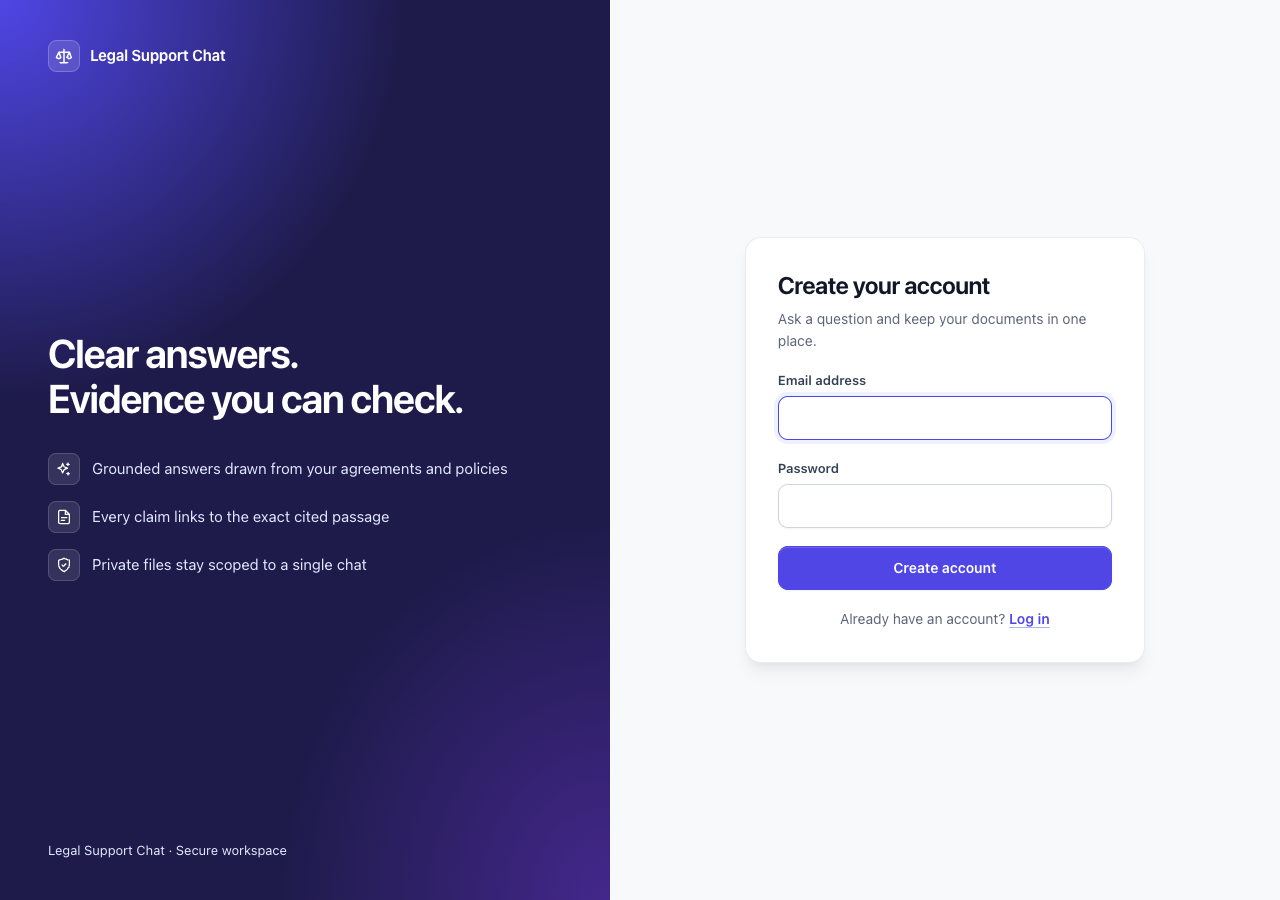 Legal Support Chat
Clear answers.
Evidence you can check.
Grounded answers drawn from your agreements and policies
Every claim links to the exact cited passage
Private files stay scoped to a single chat
Legal Support Chat · Secure workspace
Create your account
Ask a question and keep your documents in one
place.
Email address
Password
Create account
Already have an account? Log in